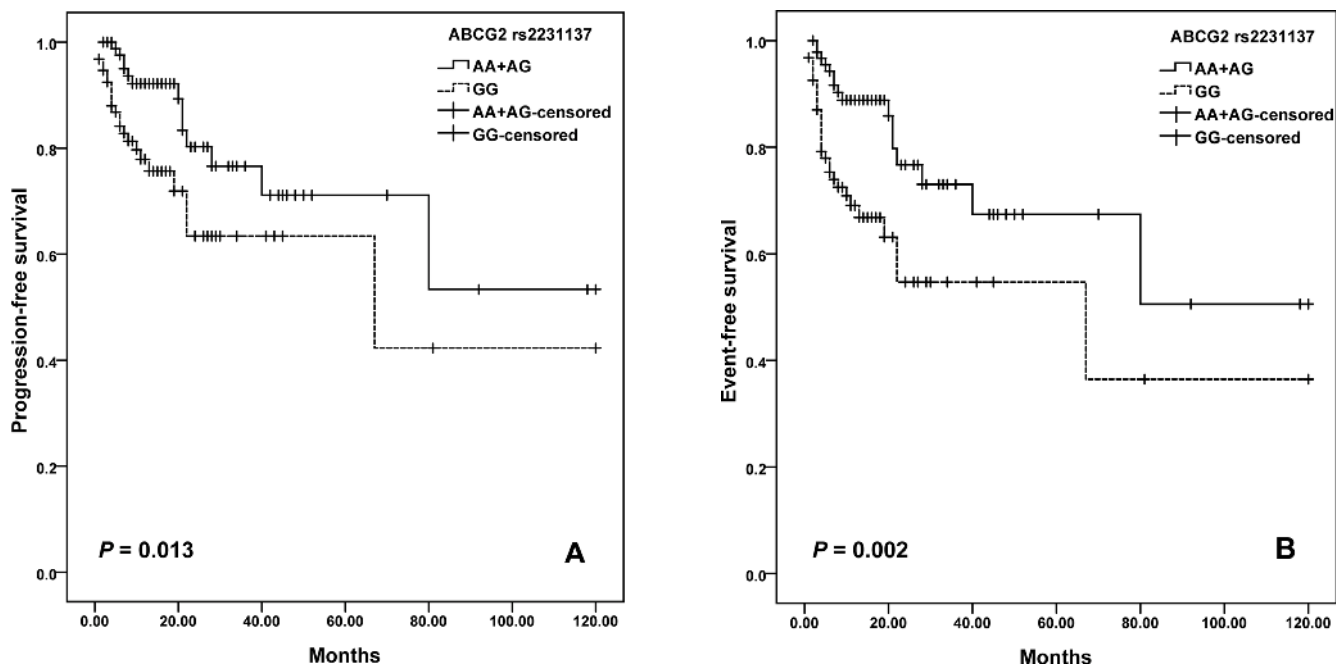 ABCG2 rs2231137
AA+AG
GG
AA+AG-censored
GG-censored
1.0
0.8
0.6
0.4
0.2
0.0
Progression-free survival
P = 0.013
A
0.00
20.00
40.00
60.00
80.00
100.00
120.00
Months
ABCG2 rs2231137
AA+AG
GG
AA+AG-censored
GG-censored
1.0
0.8
0.6
0.4
0.2
0.0
Event-free survival
P = 0.002
B
0.00
20.00
40.00
60.00
80.00
100.00
120.00
Months